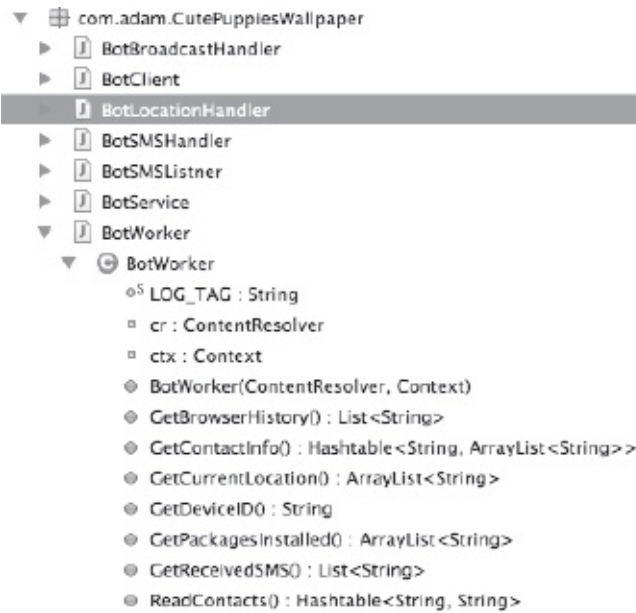 com.adam.CutePuppiesWallpaper
J BotBroadcastHandler
J BotClient
J BotLocationHandler
J BotSMSHandler
J BotSMSListner
J BotService
J BotWorker
C BotWorker
S LOG_TAG : String
cr : ContentResolver
ctx : Context
BotWorker(ContentResolver, Context)
GetBrowserHistory() : List<String>
GetContactInfo() : Hashtable<String, ArrayList<String>>
GetCurrentLocation() : ArrayList<String>
GetDeviceID() : String
GetPackagesInstalled() : ArrayList<String>
GetReceivedSMS() : List<String>
ReadContacts() : Hashtable<String, String>